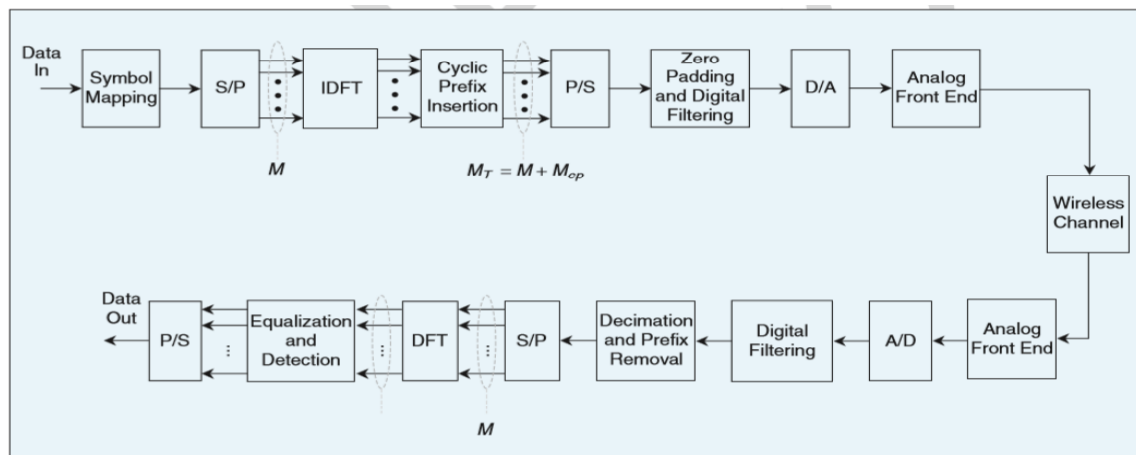 Data
In
Symbol
Mapping
S/P
IDFT
Cyclic
Prefix
Insertion
P/S
Zero
Padding
and Digital
Filtering
D/A
Analog
Front End
M
M_T = M + M_cp
Wireless
Channel
Data
Out
P/S
Equalization
and
Detection
DFT
S/P
Decimation
and Prefix
Removal
Digital
Filtering
A/D
Analog
Front End
M